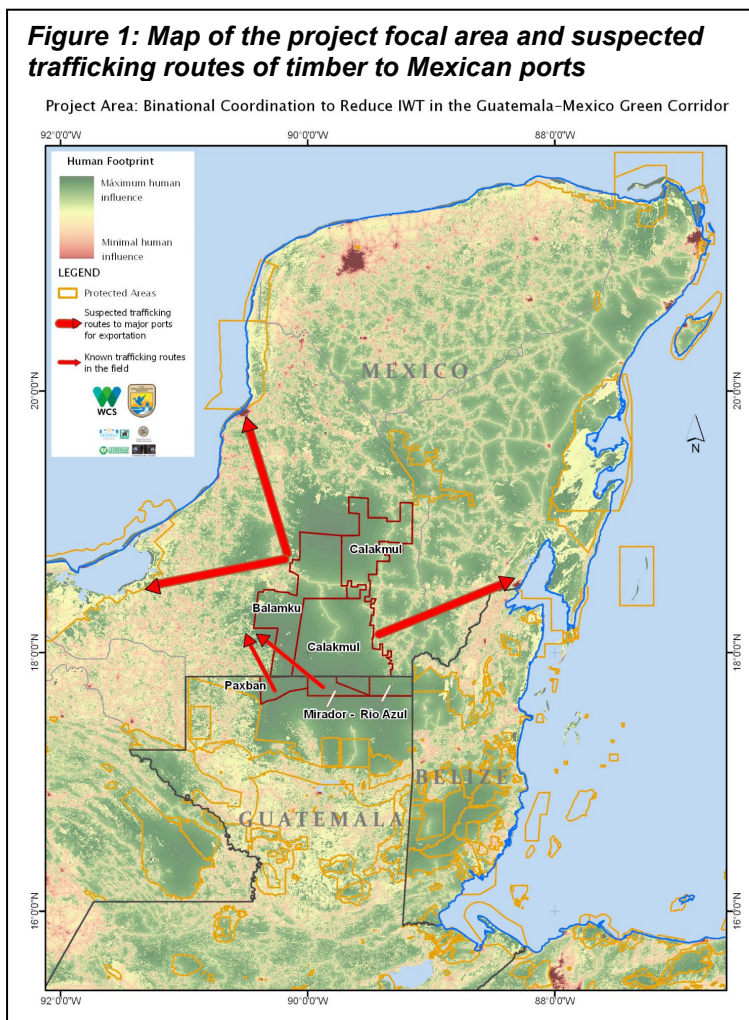 Figure 1: Map of the project focal area and suspected
trafficking routes of timber to Mexican ports
Project Area: Binational Coordination to Reduce IWT in the Guatemala-Mexico Green Corridor
92°0'0"W
90°0'0"W
88°0'0"W
Human Footprint
Máximum human
influence
Minimal human
influence
LEGEND
Protected Areas
Suspected trafficking
routes to major ports
for exportation
Known trafficking routes
in the field
WCS
MEXICO
20°0'0"N
20°0'0"N
N
Calakmul
Balamku
Calakmul
18°0'0"N
18°0'0"N
Paxban
Mirador - Rio Azul
BELIZE
GUATEMALA
16°0'0"N
16°0'0"N
92°0'0"W
90°0'0"W
88°0'0"W